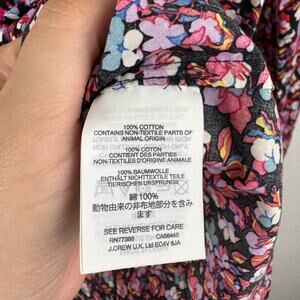 100% COTTON
CONTAINS NON-TEXTILE PARTS OF
ANIMAL ORIGIN
100% COTON
CONTIENT DES PARTIES
NON-TEXTILES D'ORIGINE ANIMALE
100% BAUMWOLLE
ENTHÄLT NICHTTEXTILE TEILE
TIERISCHEN URSPRUNGS
綿 100%
動物由来の非布地部分を含み
ます
SEE REVERSE FOR CARE
RN77388 CA56445
J.CREW U.K. Ltd EC4V 6JA